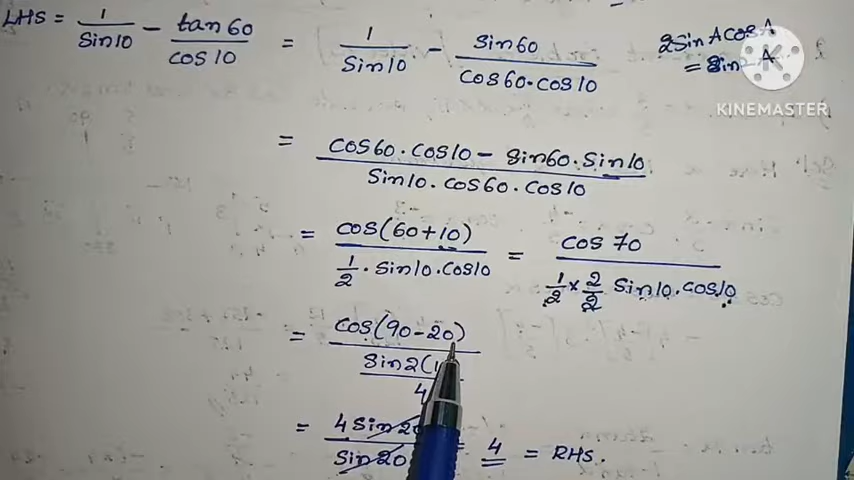 LHS = 1/Sin10 - tan60/cos10 = 1/Sin10 - Sin60/cos60·cos10
2SinAcosA
= Sin2A
KINEMASTER
= cos60·cos10 - Sin60·Sin10/Sin10·cos60·cos10
= cos(60+10)/1/2·Sin10·cos10 = cos70/1/2×2/2 Sin10·cos10
= cos(90-20)/Sin2(1/4
= 4Sin20/Sin20 = 4 = RHS.